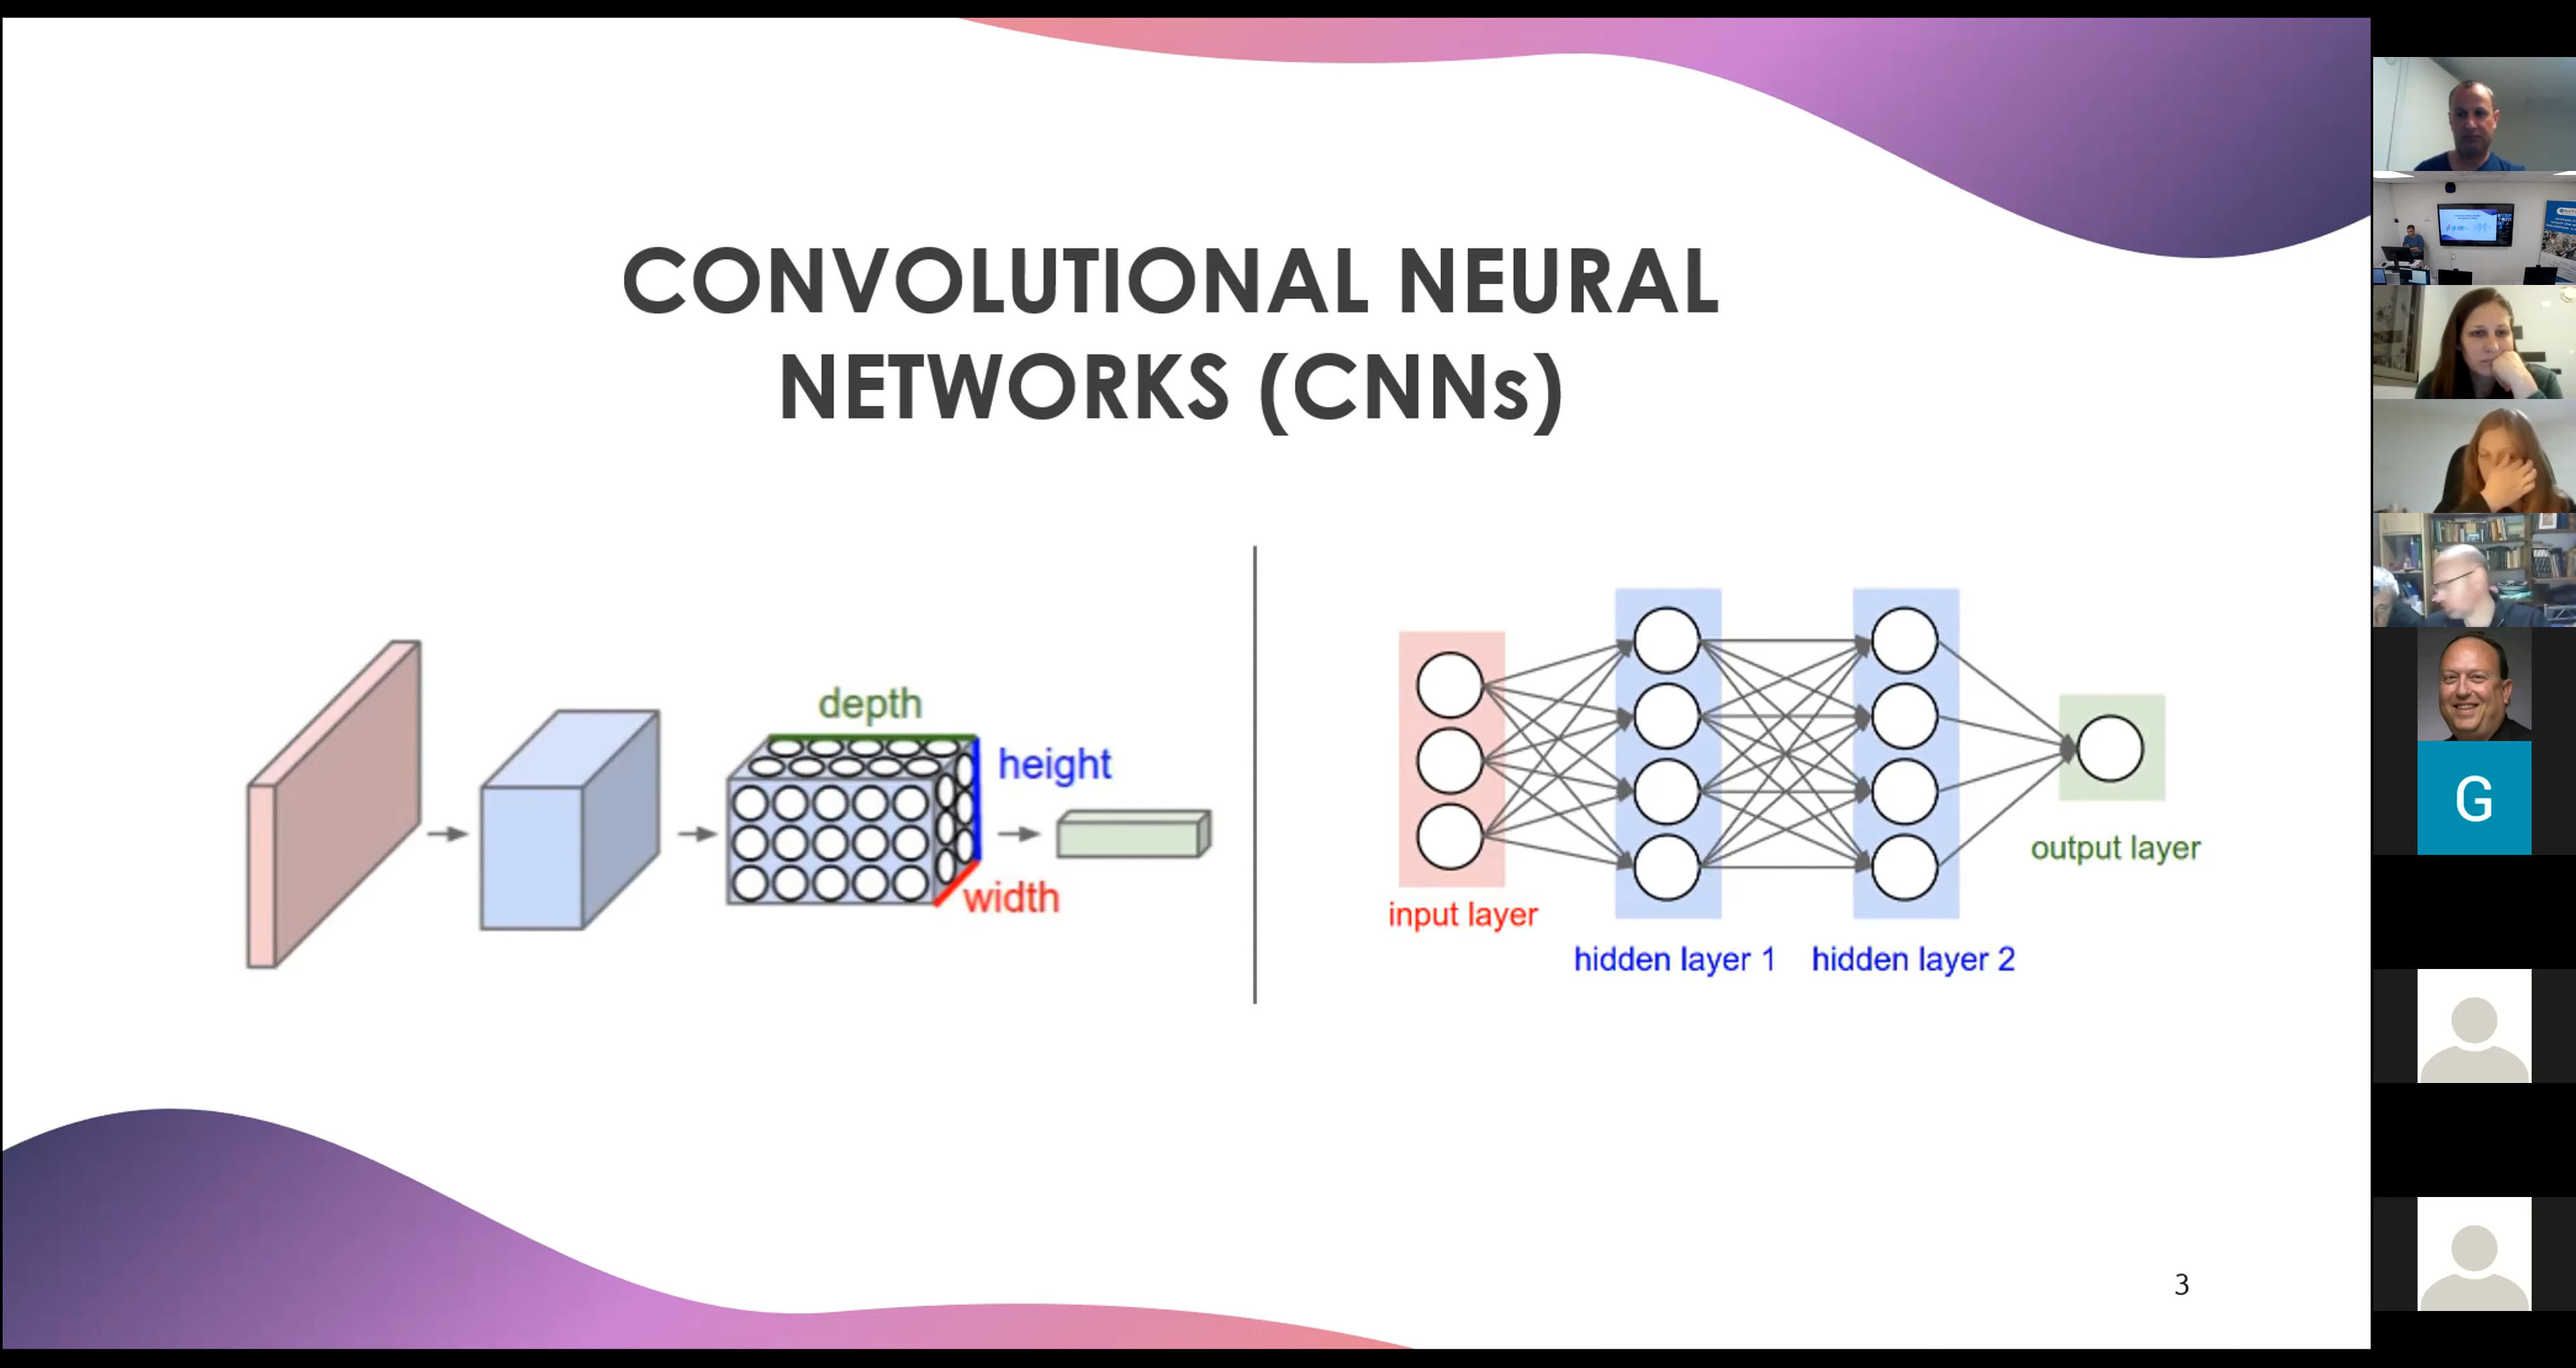 CONVOLUTIONAL NEURAL
NETWORKS (CNNs)
depth
height
width
input layer
hidden layer 1
hidden layer 2
output layer
3
G